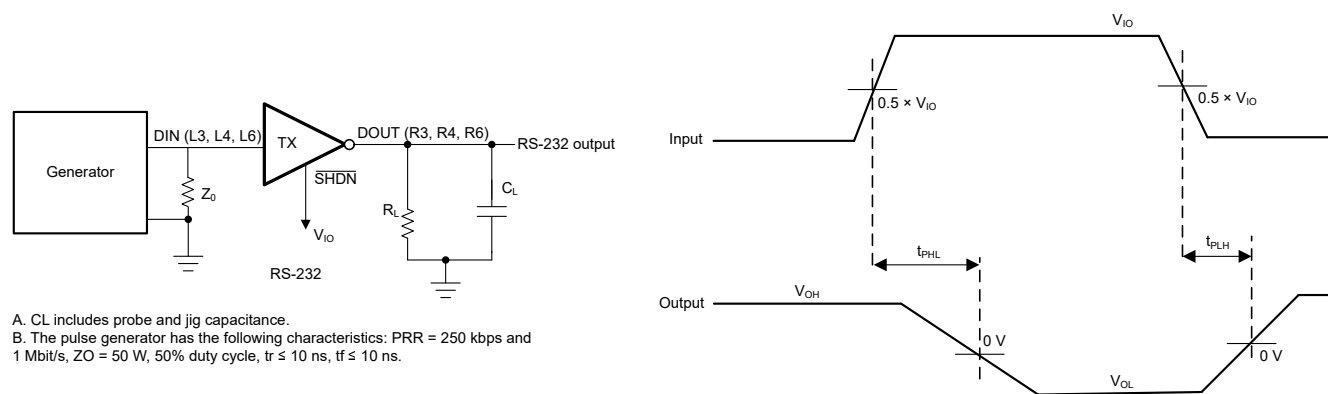 Generator
DIN (L3, L4, L6)
TX
DOUT (R3, R4, R6)
RS-232 output
SHDN
Z0
RL
CL
VIO
RS-232
A. CL includes probe and jig capacitance.
B. The pulse generator has the following characteristics: PRR = 250 kbps and
1 Mbit/s, ZO = 50 W, 50% duty cycle, tr ≤ 10 ns, tf ≤ 10 ns.
VIO
0.5 × VIO
0.5 × VIO
Input
tPHL
tPLH
Output
VOH
0 V
0 V
VOL